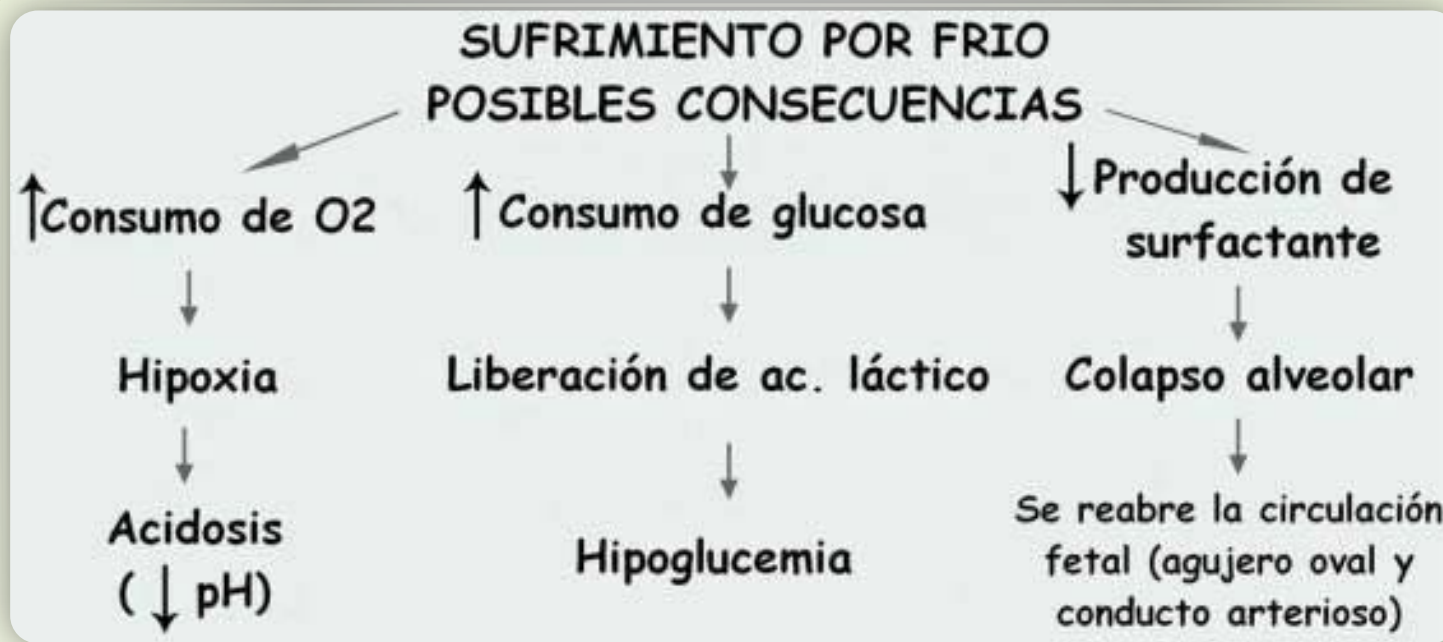 SUFRIMIENTO POR FRIO
POSIBLES CONSECUENCIAS
↑Consumo de O2
Hipoxia
Acidosis
(↓ pH)
↑ Consumo de glucosa
Liberación de ac. láctico
Hipoglucemia
↓Producción de
surfactante
Colapso alveolar
Se reabre la circulación
fetal (agujero oval y
conducto arterioso)